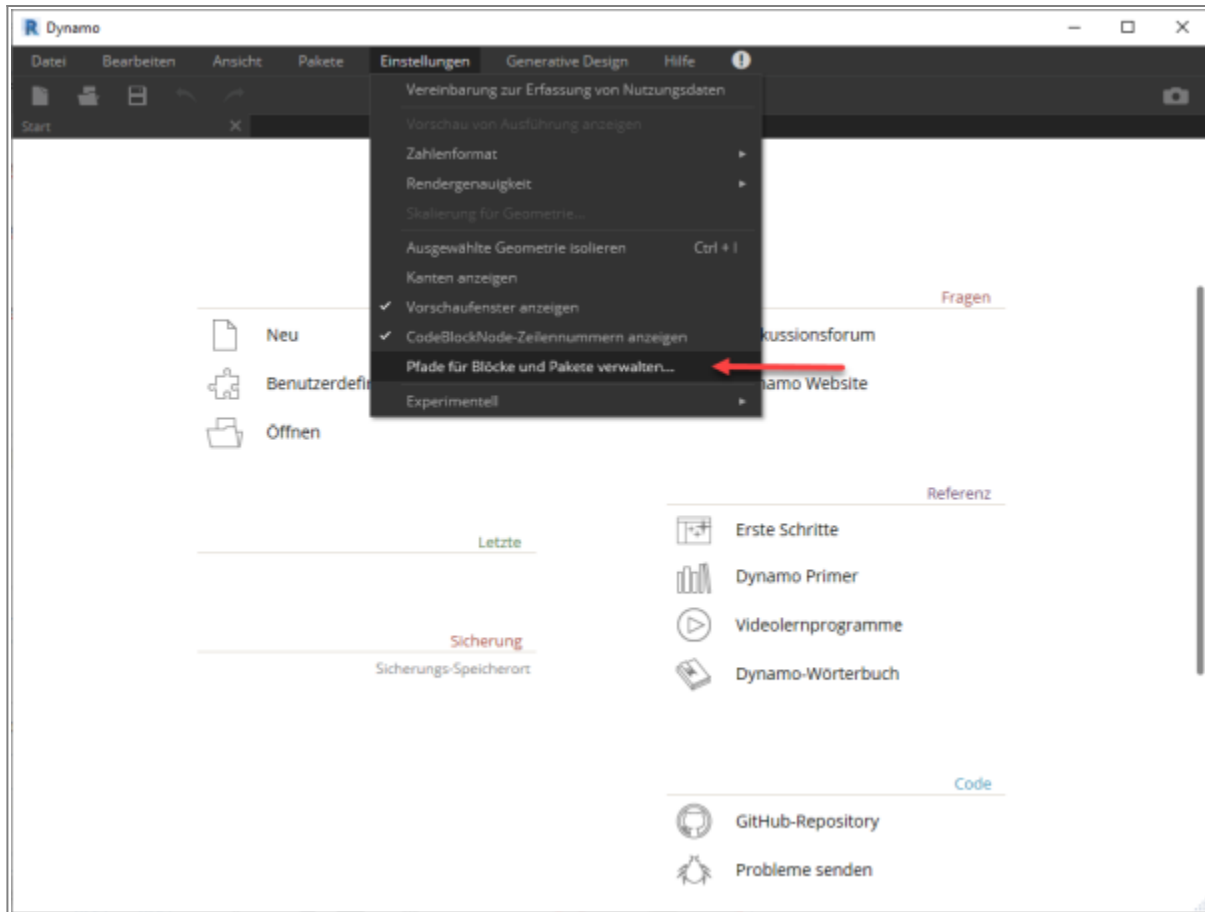 Dynamo
Datei Bearbeiten Ansicht Pakete Einstellungen Generative Design Hilfe
Start
Vereinbarung zur Erfassung von Nutzungsdaten
Vorschau von Ausführung anzeigen
Zahlenformat
Rendergenauigkeit
Skalierung für Geometrie...
Ausgewählte Geometrie isolieren Ctrl + I
Kanten anzeigen
Vorschaufenster anzeigen
CodeBlockNode-Zeilennummern anzeigen
Pfade für Blöcke und Pakete verwalten...
Experimentell
Neu
Benutzerdefi
Öffnen
Letzte
Sicherung
Sicherungs-Speicherort
Fragen
kussionsforum
namo Website
Referenz
Erste Schritte
Dynamo Primer
Videolernprogramme
Dynamo-Wörterbuch
Code
GitHub-Repository
Probleme senden